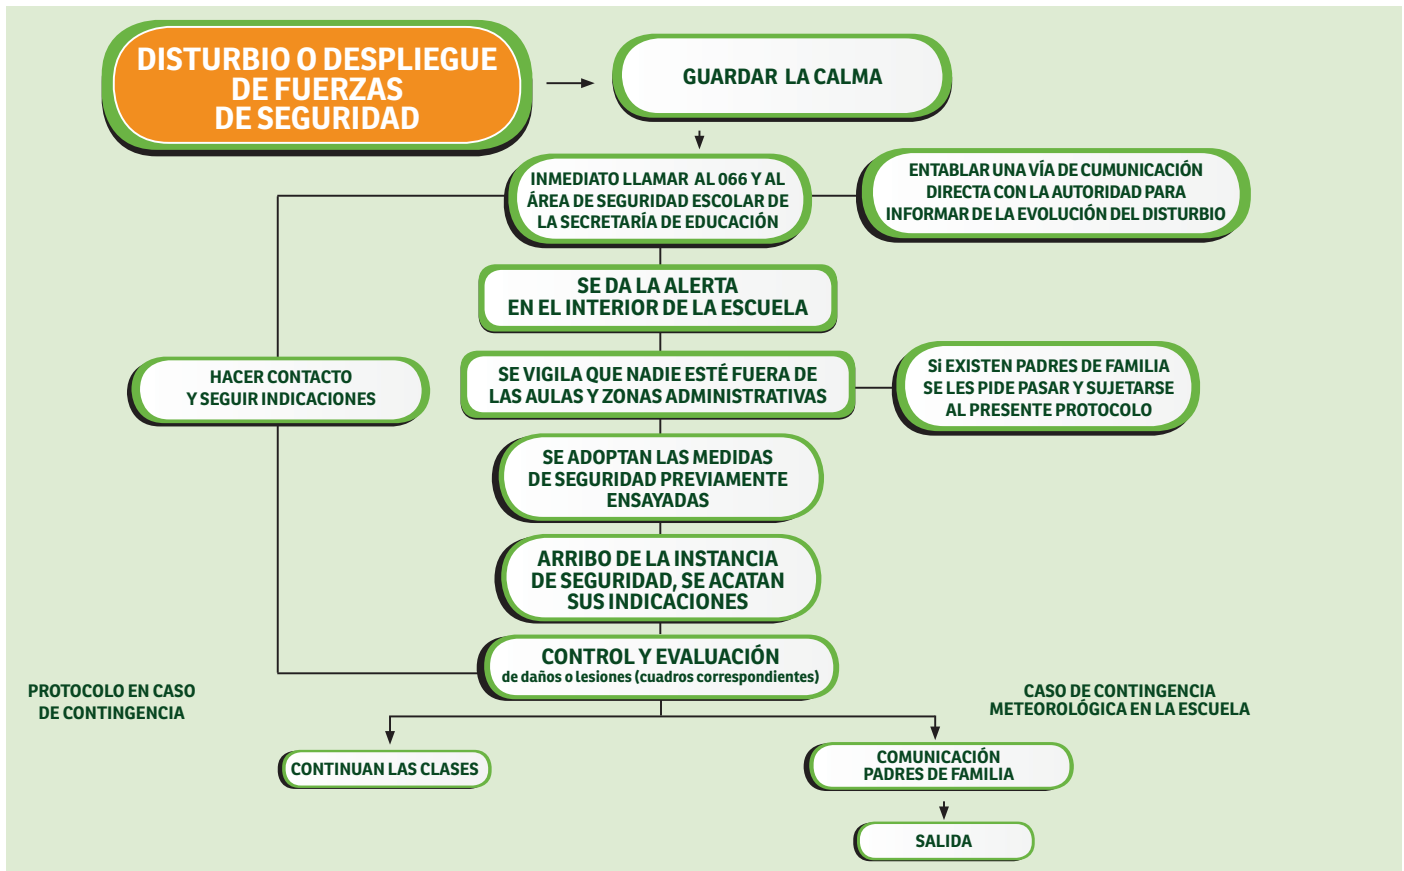 DISTURBIO O DESPLIEGUE
DE FUERZAS
DE SEGURIDAD
GUARDAR LA CALMA
INMEDIATO LLAMAR AL 066 Y AL
ÁREA DE SEGURIDAD ESCOLAR DE
LA SECRETARÍA DE EDUCACIÓN
ENTABLAR UNA VÍA DE CUMUNICACIÓN
DIRECTA CON LA AUTORIDAD PARA
INFORMAR DE LA EVOLUCIÓN DEL DISTURBIO
SE DA LA ALERTA
EN EL INTERIOR DE LA ESCUELA
HACER CONTACTO
Y SEGUIR INDICACIONES
SE VIGILA QUE NADIE ESTÉ FUERA DE
LAS AULAS Y ZONAS ADMINISTRATIVAS
Si EXISTEN PADRES DE FAMILIA
SE LES PIDE PASAR Y SUJETARSE
AL PRESENTE PROTOCOLO
SE ADOPTAN LAS MEDIDAS
DE SEGURIDAD PREVIAMENTE
ENSAYADAS
ARRIBO DE LA INSTANCIA
DE SEGURIDAD, SE ACATAN
SUS INDICACIONES
CONTROL Y EVALUACIÓN
de daños o lesiones (cuadros correspondientes)
PROTOCOLO EN CASO
DE CONTINGENCIA
CASO DE CONTINGENCIA
METEOROLÓGICA EN LA ESCUELA
CONTINUAN LAS CLASES
COMUNICACIÓN
PADRES DE FAMILIA
SALIDA